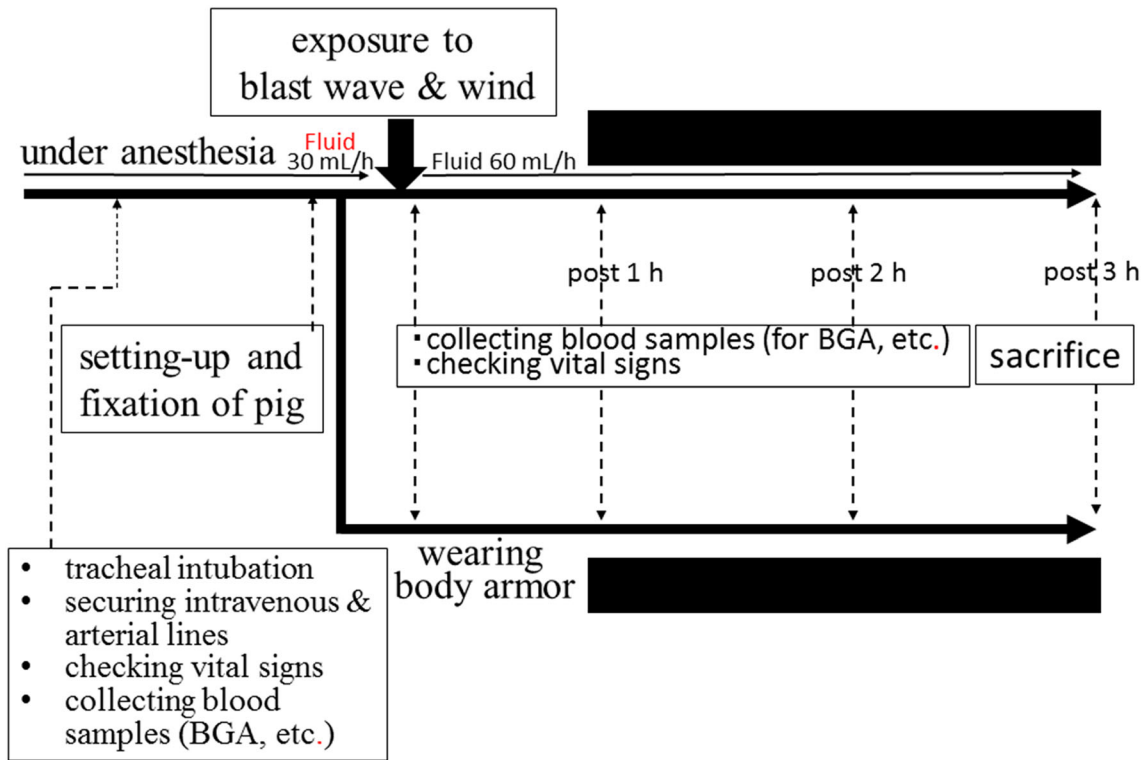 exposure to
blast wave & wind
under anesthesia
Fluid
30 mL/h
Fluid 60 mL/h
post 1 h
post 2 h
post 3 h
setting-up and
fixation of pig
▪ collecting blood samples (for BGA, etc.)
▪ checking vital signs
sacrifice
wearing
body armor
• tracheal intubation
• securing intravenous &
arterial lines
• checking vital signs
• collecting blood
samples (BGA, etc.)